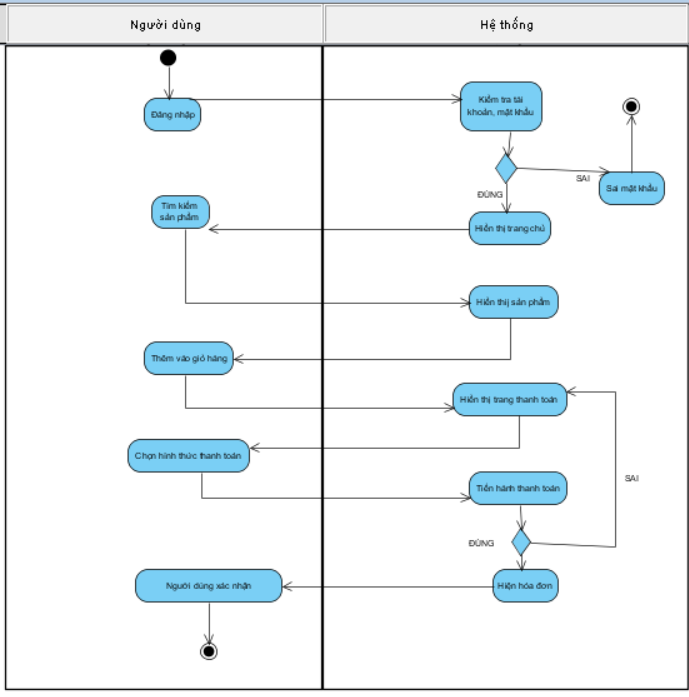 Người dùng
Hệ thống
Đăng nhập
Kiểm tra tài
khoản, mật khẩu
SAI
Sai mật khẩu
ĐÚNG
Hiển thị trang chủ
Tìm kiếm
sản phẩm
Hiển thij sản phẩm
Thêm vào giỏ hàng
Hiển thị trang thanh toán
Chọn hình thức thanh toán
SAI
Tiến hành thanh toán
ĐÚNG
Hiện hóa đơn
Người dùng xác nhận